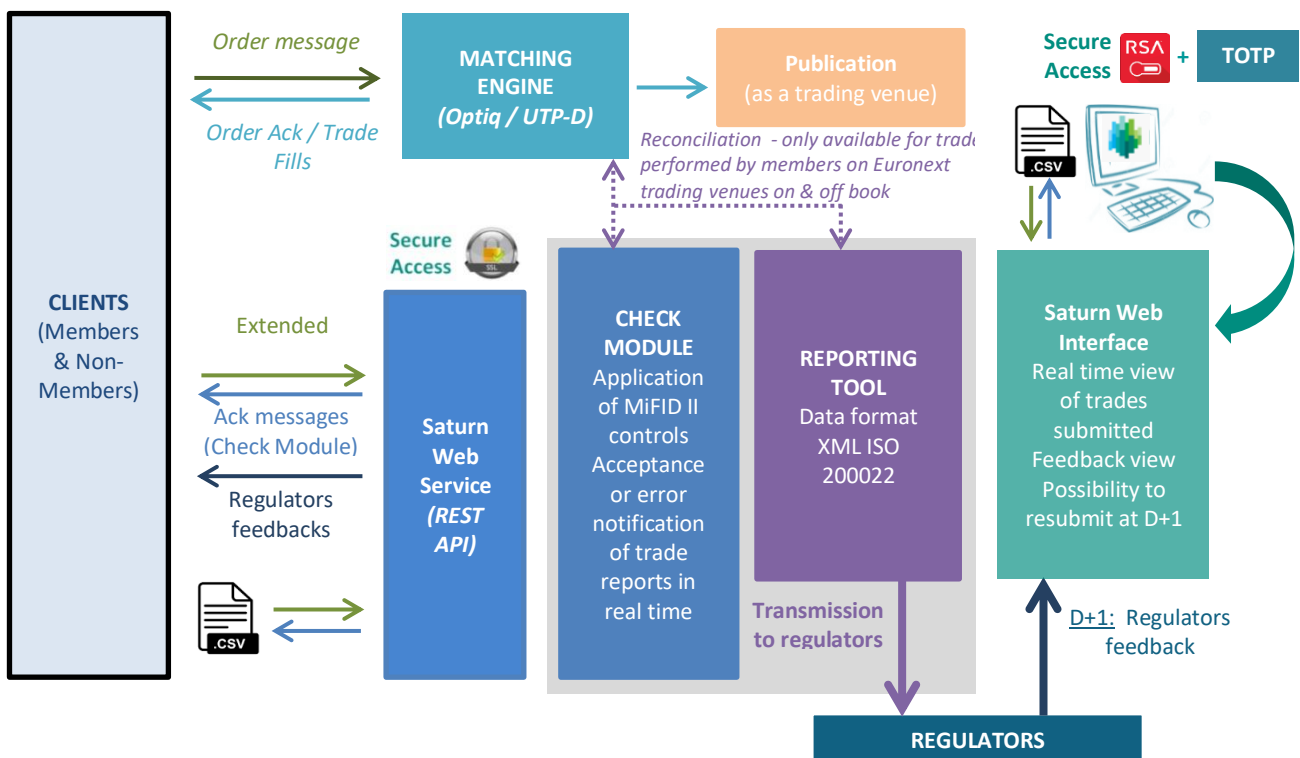 Order message
Order Ack / Trade
Fills
MATCHING
ENGINE
(Optiq / UTP-D)
Publication
(as a trading venue)
Secure
Access
RSA
+
TOTP
Reconciliation - only available for trade
performed by members on Euronext
trading venues on & off book
.CSV
Secure
Access
SSL
CLIENTS
(Members
& Non-
Members)
Extended
Ack messages
(Check Module)
Regulators
feedbacks
.CSV
Saturn
Web
Service
(REST
API)
CHECK
MODULE
Application
of MiFID II
controls
Acceptance
or error
notification
of trade
reports in
real time
REPORTING
TOOL
Data format
XML ISO
200022
Transmission
to regulators
Saturn Web
Interface
Real time view
of trades
submitted
Feedback view
Possibility to
resubmit at D+1
D+1: Regulators
feedback
REGULATORS